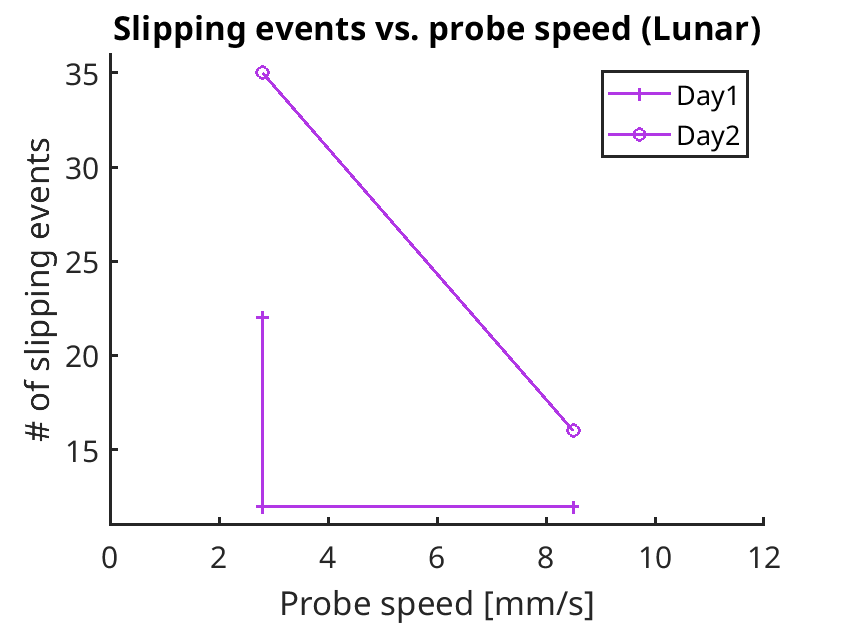 Slipping events vs. probe speed (Lunar)
Day1
Day2
# of slipping events
35
30
25
20
15
0 2 4 6 8 10 12
Probe speed [mm/s]